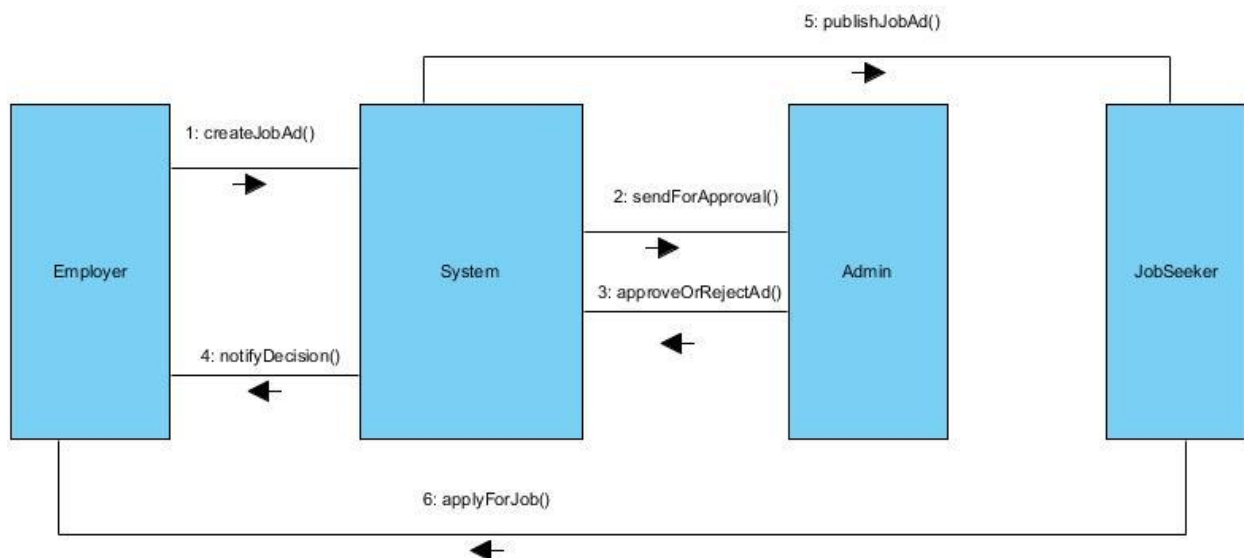 5: publishJobAd()
1: createJobAd()
2: sendForApproval()
Employer
System
Admin
JobSeeker
3: approveOrRejectAd()
4: notifyDecision()
6: applyForJob()